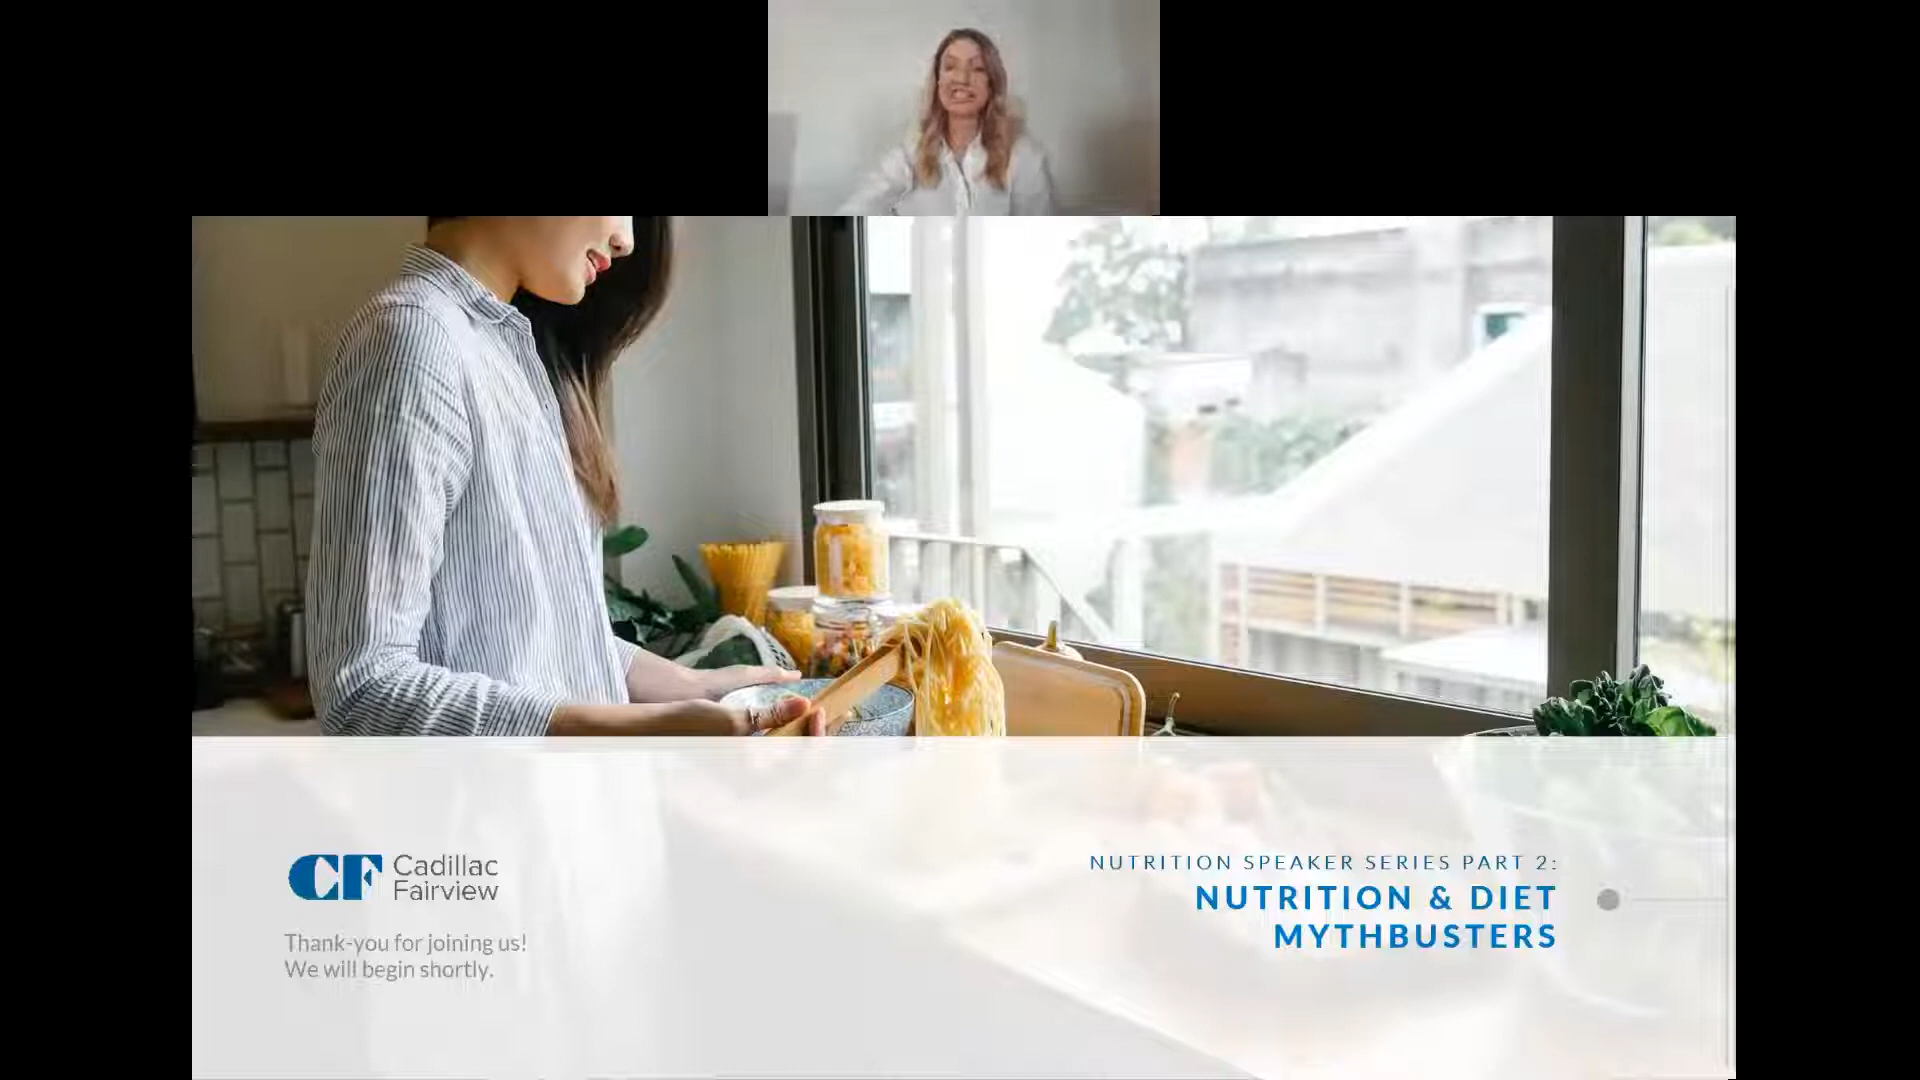 CF Cadillac
Fairview
Thank-you for joining us!
We will begin shortly.
NUTRITION SPEAKER SERIES PART 2:
NUTRITION & DIET
MYTHBUSTERS